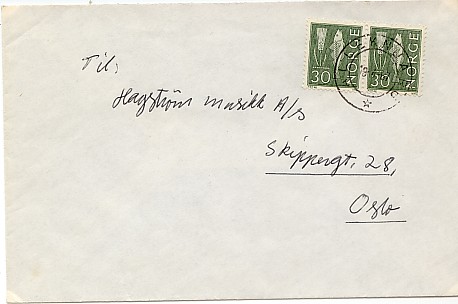 30 NORGE 30 NORGE
Til:
Hagström musikk A/s
Skippergt. 28,
Oslo